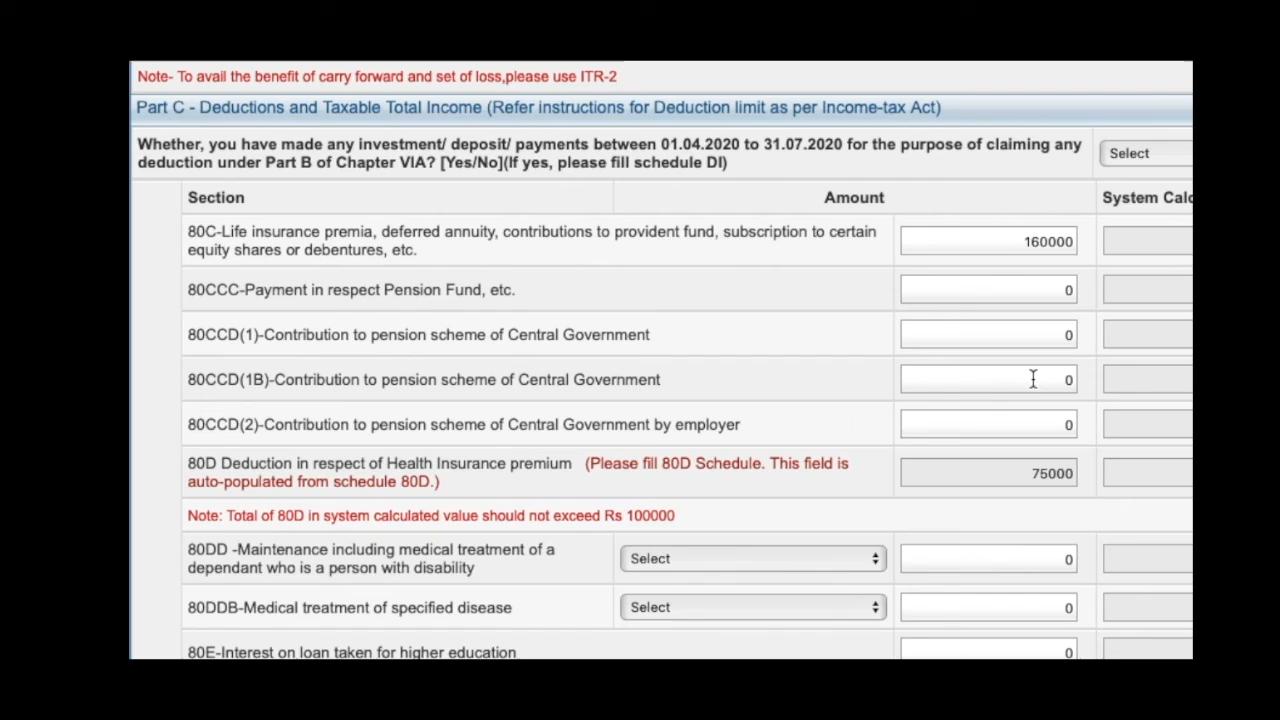 Note- To avail the benefit of carry forward and set of loss,please use ITR-2
Part C - Deductions and Taxable Total Income (Refer instructions for Deduction limit as per Income-tax Act)
Whether, you have made any investment/ deposit/ payments between 01.04.2020 to 31.07.2020 for the purpose of claiming any
deduction under Part B of Chapter VIA? [Yes/No](If yes, please fill schedule DI)
Select
Section Amount System Calc
80C-Life insurance premia, deferred annuity, contributions to provident fund, subscription to certain
equity shares or debentures, etc.
160000
80CCC-Payment in respect Pension Fund, etc. 0
80CCD(1)-Contribution to pension scheme of Central Government 0
80CCD(1B)-Contribution to pension scheme of Central Government 0
80CCD(2)-Contribution to pension scheme of Central Government by employer 0
80D Deduction in respect of Health Insurance premium (Please fill 80D Schedule. This field is
auto-populated from schedule 80D.)
75000
Note: Total of 80D in system calculated value should not exceed Rs 100000
80DD -Maintenance including medical treatment of a
dependant who is a person with disability
Select 0
80DDB-Medical treatment of specified disease Select 0
80E-Interest on loan taken for higher education 0